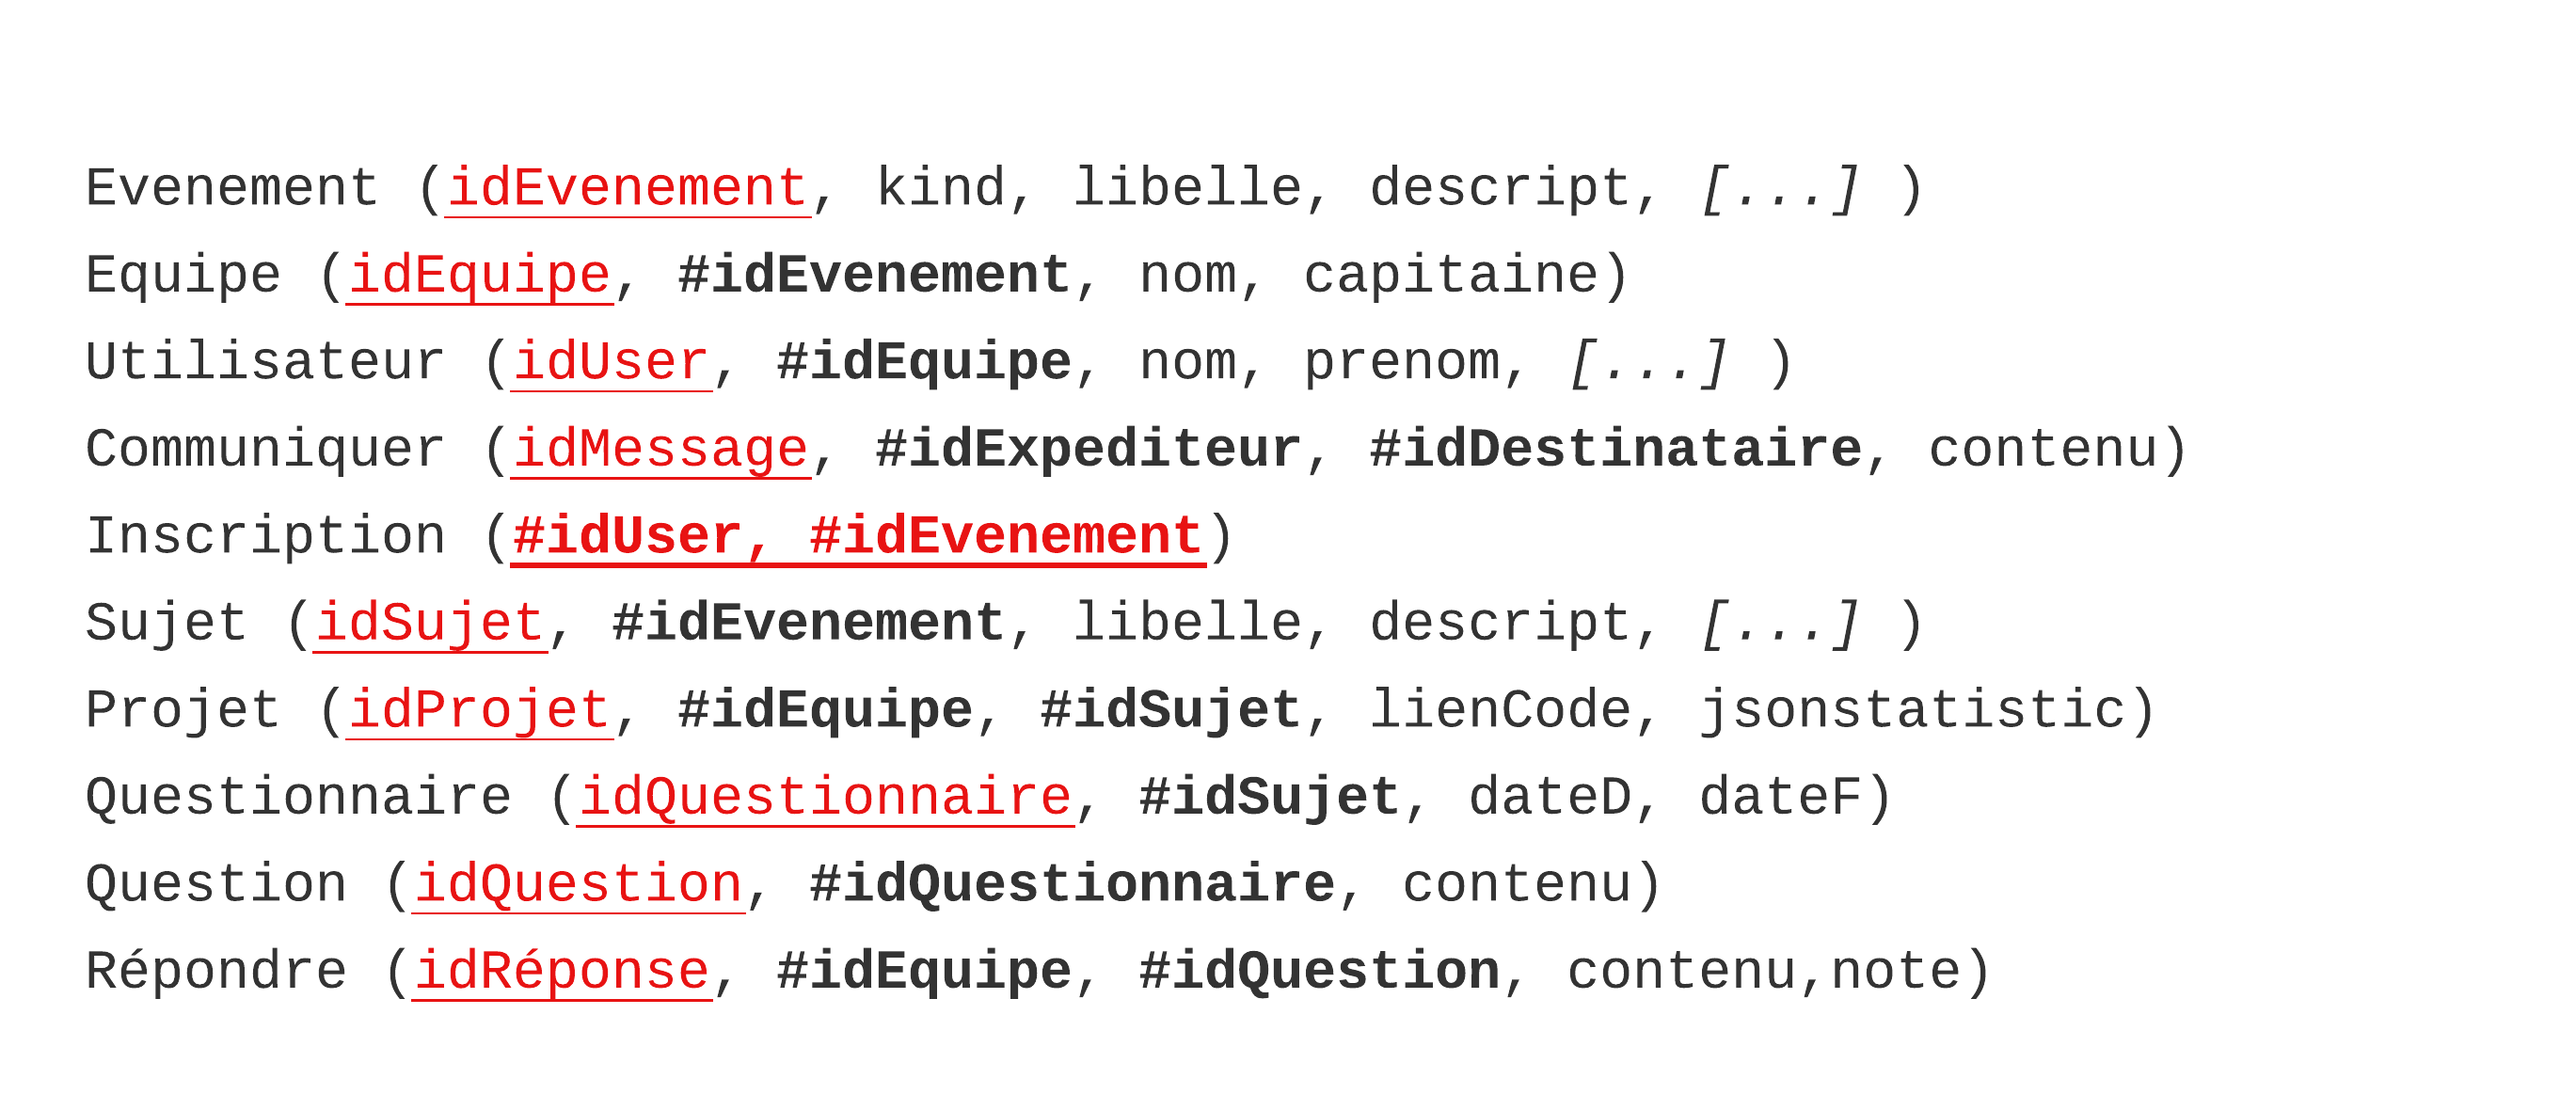 Evenement (idEvenement, kind, libelle, descript, [...] )
Equipe (idEquipe, #idEvenement, nom, capitaine)
Utilisateur (idUser, #idEquipe, nom, prenom, [...] )
Communiquer (idMessage, #idExpediteur, #idDestinataire, contenu)
Inscription (#idUser, #idEvenement)
Sujet (idSujet, #idEvenement, libelle, descript, [...] )
Projet (idProjet, #idEquipe, #idSujet, lienCode, jsonstatistic)
Questionnaire (idQuestionnaire, #idSujet, dateD, dateF)
Question (idQuestion, #idQuestionnaire, contenu)
Répondre (idRéponse, #idEquipe, #idQuestion, contenu,note)